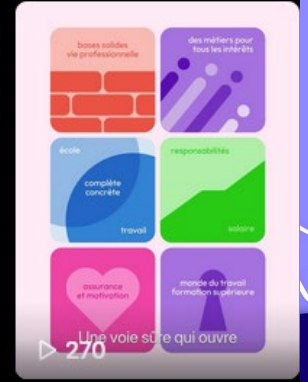 bases solides
vie professionnelle
des métiers pour
tous les intérêts
école
complète
concrète
travail
responsabilités
salaire
assurance
et motivation
monde du travail
formation supérieure
Une voie sûre qui ouvre
270